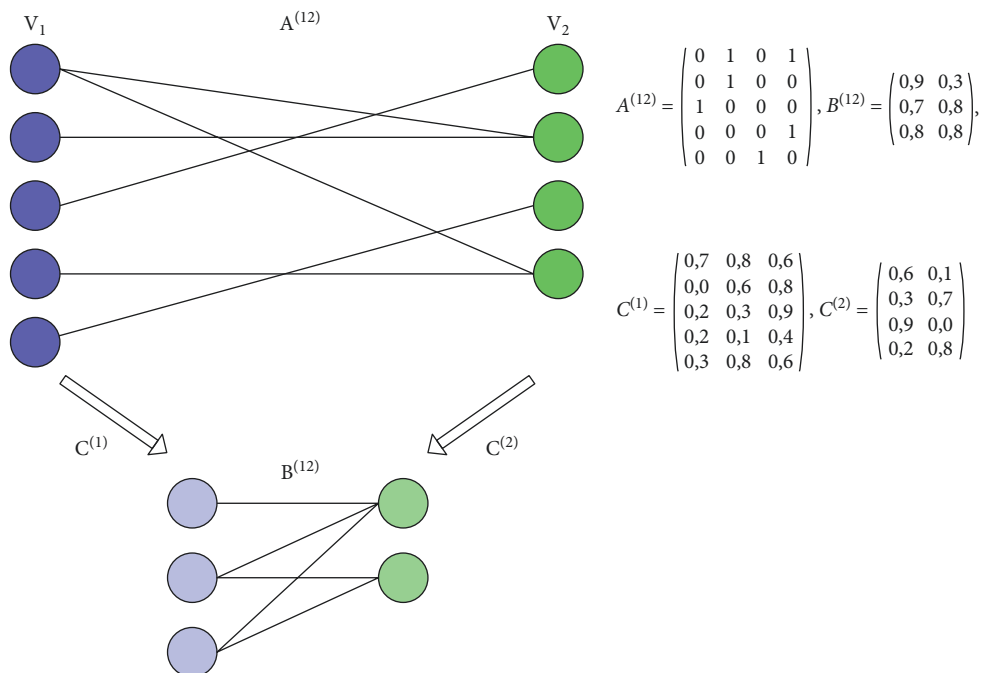 V₁ A⁽¹²⁾ V₂
A⁽¹²⁾ = ( 0 1 0 1
0 1 0 0
1 0 0 0
0 0 0 1
0 0 1 0 ) , B⁽¹²⁾ = ( 0,9 0,3
0,7 0,8
0,8 0,8 ) ,
C⁽¹⁾ = ( 0,7 0,8 0,6
0,0 0,6 0,8
0,2 0,3 0,9
0,2 0,1 0,4
0,3 0,8 0,6 ) , C⁽²⁾ = ( 0,6 0,1
0,3 0,7
0,9 0,0
0,2 0,8 )
C⁽¹⁾ C⁽²⁾
B⁽¹²⁾